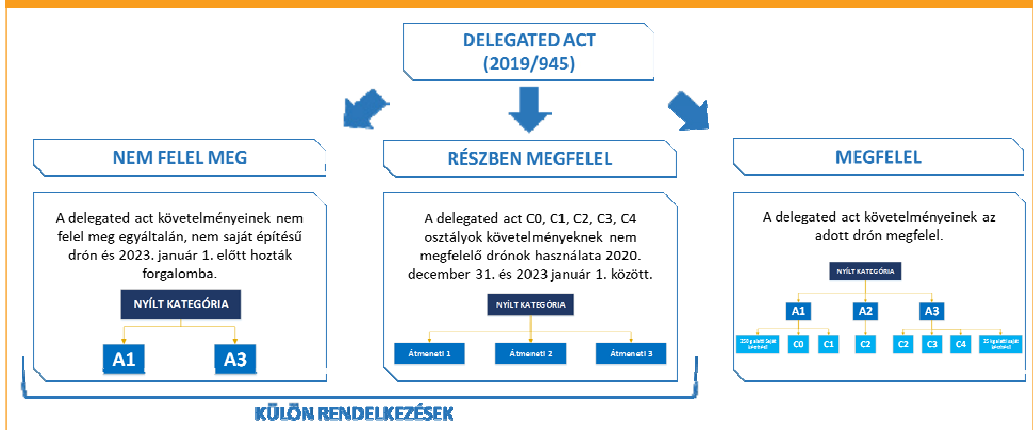 DELEGATED ACT
(2019/945)
NEM FELEL MEG
RÉSZBEN MEGFELEL
MEGFELEL
A delegated act követelményeinek nem
felel meg egyáltalán, nem saját építésű
drón és 2023. január 1. előtt hozták
forgalomba.
NYÍLT KATEGÓRIA
A1
A3
A delegated act C0, C1, C2, C3, C4
osztályok követelményeknek nem
megfelelő drónok használata 2020.
december 31. és 2023 január 1. között.
NYÍLT KATEGÓRIA
Átmeneti 1
Átmeneti 2
Átmeneti 3
A delegated act követelményeinek az
adott drón megfelel.
NYÍLT KATEGÓRIA
A1
A2
A3
C0
C1
C2
C2
C3
C4
KÜLÖN RENDELKEZÉSEK